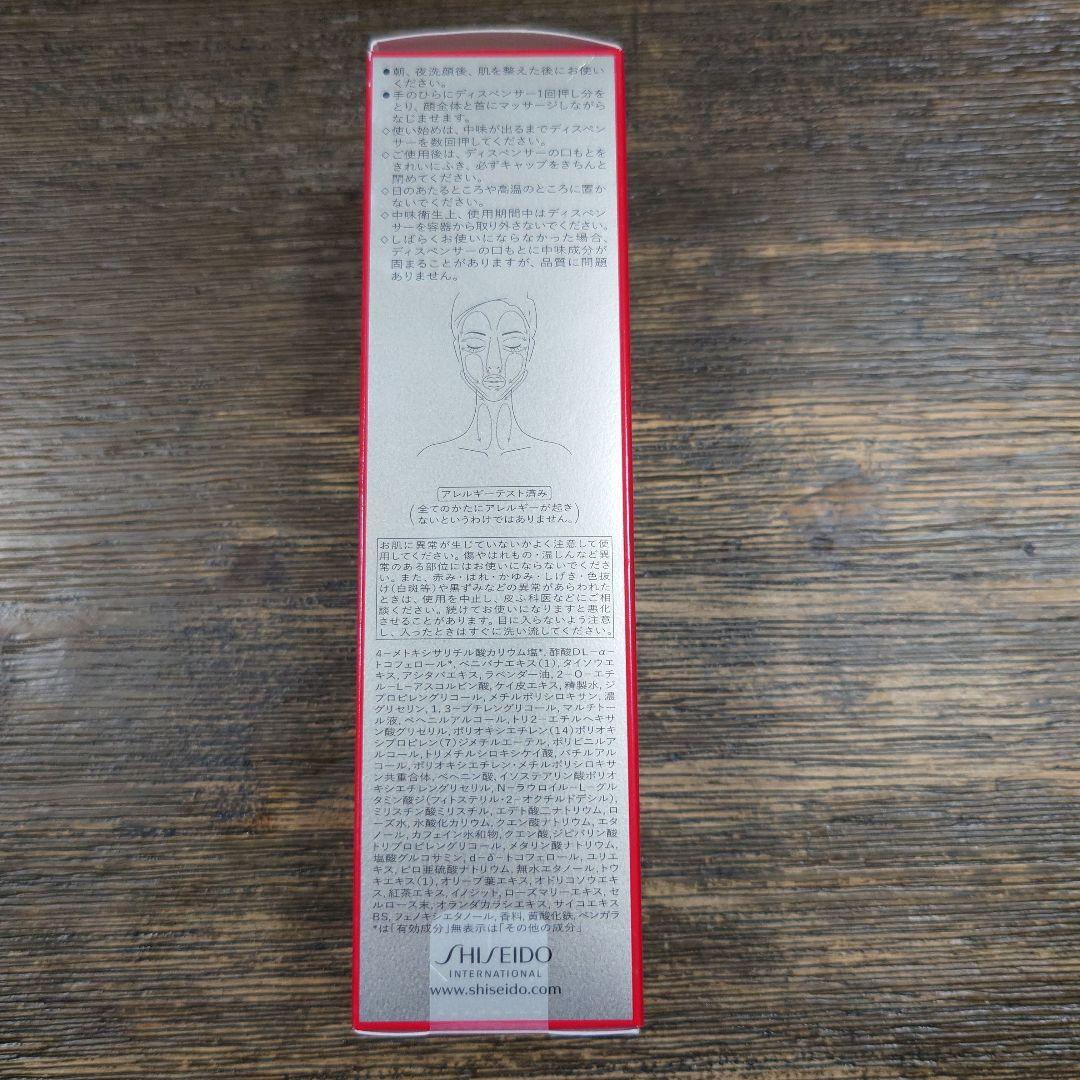 ●朝、夜洗顔後、肌を整えた後にお使い
ください。
●手のひらにディスペンサー1回押し分を
とり、顔全体と首にマッサージしながら
なじませます。
◇使い始めは、中味が出るまでディスペン
サーを数回押してください。
◇ご使用後は、ディスペンサーの口もとを
きれいにふき、必ずキャップをきちんと
閉めてください。
◇日のあたるところや高温のところに置か
ないでください。
◇中味衛生上、使用期間中はディスペン
サーを容器から取り外さないでください。
◇しばらくお使いにならなかった場合、
ディスペンサーの口もとに中味成分が
固まることがありますが、品質に問題
ありません。
アレルギーテスト済み
(全てのかたにアレルギーが起き
ないというわけではありません。)
お肌に異常が生じていないかよく注意して使
用してください。傷やはれもの・湿しんなど異
常のある部位にはお使いにならないでくださ
い。また、赤み・はれ・かゆみ・しげき・色抜
け(白斑等)や黒ずみなどの異常があらわれた
ときは、使用を中止し、皮ふ科医などにご相
談ください。続けてお使いになりますと悪化
させることがあります。目に入らないよう注意
し、入ったときはすぐに洗い流してください。
4-メトキシサリチル酸カリウム塩*, 酢酸DL-α-
トコフェロール*, ベニバナエキス(1), タイソウエ
キス, アシタバエキス, ラベンダー油, 2-O-エチ
ル-L-アスコルビン酸, ケイ皮エキス, 精製水, ジ
プロピレングリコール, メチルポリシロキサン, 濃
グリセリン, 1, 3-ブチレングリコール, マルチトー
ル液, ベヘニルアルコール, トリ2-エチルヘキサ
ン酸グリセリル, ポリオキシエチレン(14)ポリオキ
シプロピレン(7)ジメチルエーテル, ポリビニルア
ルコール, トリメチルシロキシケイ酸, バチルアル
コール, ポリオキシエチレン・メチルポリシロキサ
ン共重合体, ベヘニン酸, イソステアリン酸ポリオ
キシエチレングリセリル, N-ラウロイル-L-グル
タミン酸ジ(フィトステリル・2-オクチルドデシル),
ミリスチン酸ミリスチル, エデト酸二ナトリウム, ロ
ーズ水, 水酸化カリウム, クエン酸ナトリウム, エタ
ノール, カフェイン水和物, クエン酸, ジピバリン酸
トリプロピレングリコール, メタリン酸ナトリウム,
塩酸グルコサミン, d-δ-トコフェロール, ユリエ
キス, ピロ亜硫酸ナトリウム, 無水エタノール, トウ
キエキス(1), オリーブ葉エキス, オドリコソウエキ
ス, 紅茶エキス, イノシット, ローズマリーエキス, セ
ルロース末, オランダカラシエキス, サイコエキス
BS, フェノキシエタノール, 香料, 黄酸化鉄, ベンガラ
*は「有効成分」無表示は「その他の成分」
SHISEIDO
INTERNATIONAL
www.shiseido.com